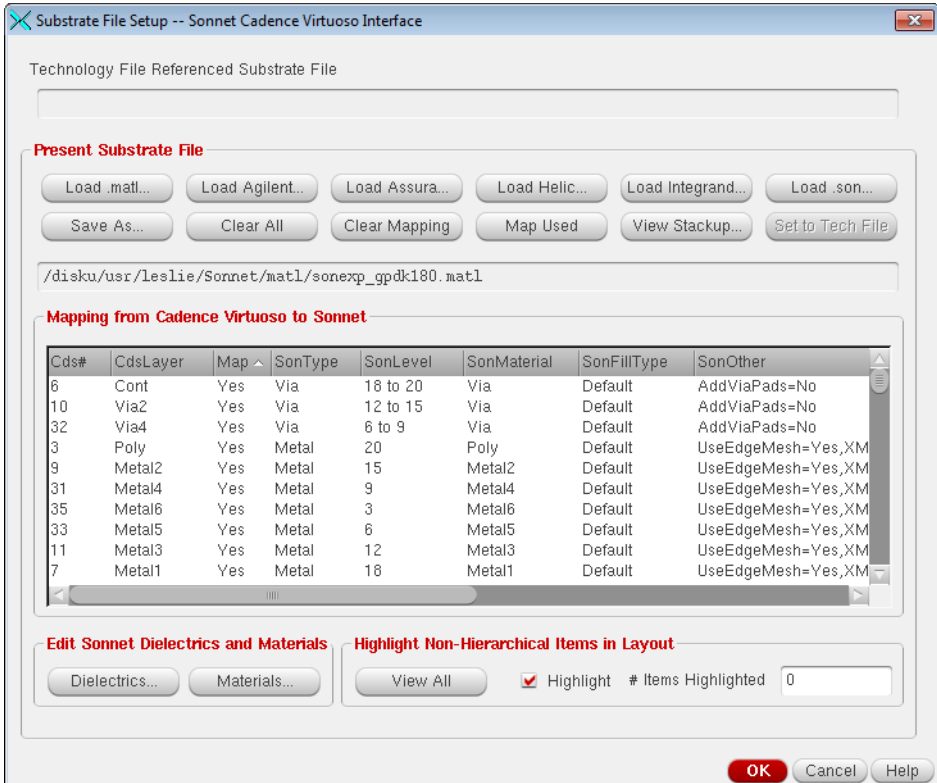 Substrate File Setup -- Sonnet Cadence Virtuoso Interface
Technology File Referenced Substrate File
Present Substrate File
Load .matl... Load Agilent... Load Assura... Load Helic... Load Integrand... Load .son...
Save As... Clear All Clear Mapping Map Used View Stackup... Set to Tech File
/disku/usr/leslie/Sonnet/matl/sonexp_gpdk180.matl
Mapping from Cadence Virtuoso to Sonnet
Cds# CdsLayer Map SonType SonLevel SonMaterial SonFillType SonOther
6 Cont Yes Via 18 to 20 Via Default AddViaPads=No
10 Via2 Yes Via 12 to 15 Via Default AddViaPads=No
32 Via4 Yes Via 6 to 9 Via Default AddViaPads=No
3 Poly Yes Metal 20 Poly Default UseEdgeMesh=Yes,XM
9 Metal2 Yes Metal 15 Metal2 Default UseEdgeMesh=Yes,XM
31 Metal4 Yes Metal 9 Metal4 Default UseEdgeMesh=Yes,XM
35 Metal6 Yes Metal 3 Metal6 Default UseEdgeMesh=Yes,XM
33 Metal5 Yes Metal 6 Metal5 Default UseEdgeMesh=Yes,XM
11 Metal3 Yes Metal 12 Metal3 Default UseEdgeMesh=Yes,XM
7 Metal1 Yes Metal 18 Metal1 Default UseEdgeMesh=Yes,XM
Edit Sonnet Dielectrics and Materials Highlight Non-Hierarchical Items in Layout
Dielectrics... Materials... View All Highlight # Items Highlighted 0
OK Cancel Help